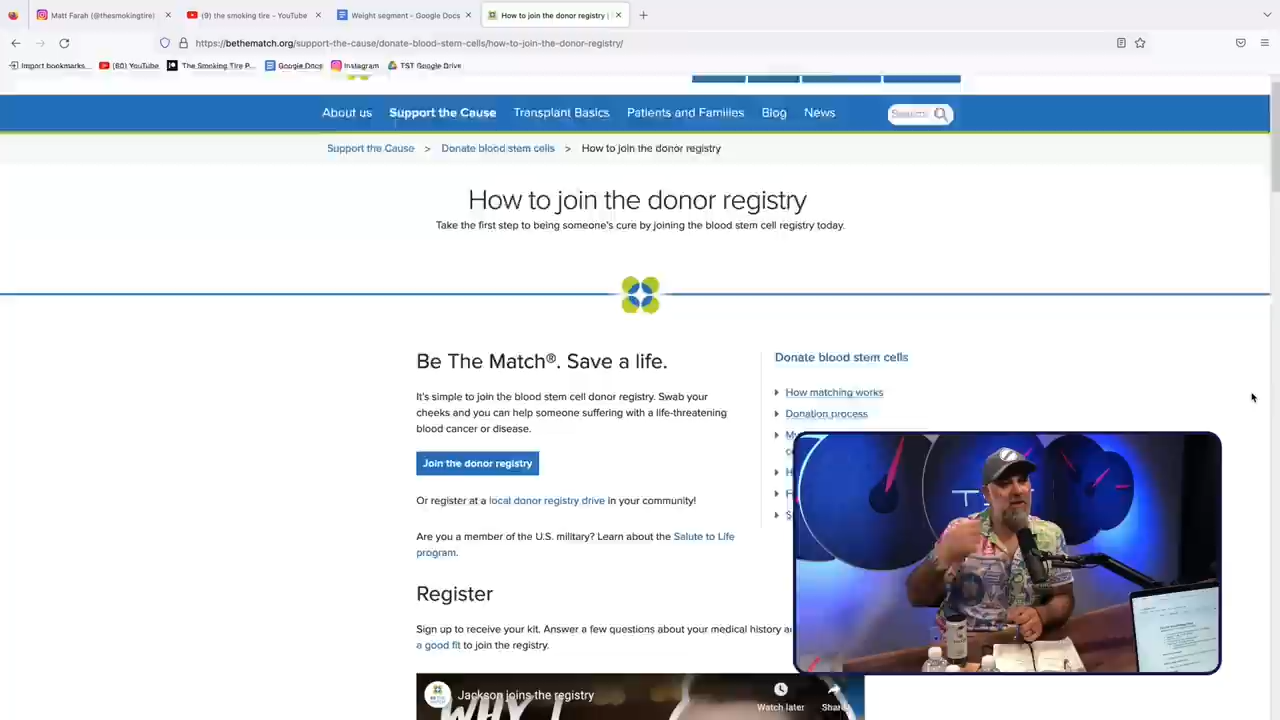 Matt Farah (@thesmokingtire)
(9) the smoking tire - YouTube
Weight segment - Google Docs
How to join the donor registry |
https://bethematch.org/support-the-cause/donate-blood-stem-cells/how-to-join-the-donor-registry/
Import bookmarks...
(80) YouTube
The Smoking Tire P...
Google Docs
Instagram
TST Google Drive
About us
Support the Cause
Transplant Basics
Patients and Families
Blog
News
Search
Support the Cause > Donate blood stem cells > How to join the donor registry
How to join the donor registry
Take the first step to being someone's cure by joining the blood stem cell registry today.
Be The Match®. Save a life.
It's simple to join the blood stem cell donor registry. Swab your
cheeks and you can help someone suffering with a life-threatening
blood cancer or disease.
Join the donor registry
Or register at a local donor registry drive in your community!
Are you a member of the U.S. military? Learn about the Salute to Life
program.
Donate blood stem cells
How matching works
Donation process
Register
Sign up to receive your kit. Answer a few questions about your medical history
a good fit to join the registry.
Jackson joins the registry
Watch later
Share
WHY I